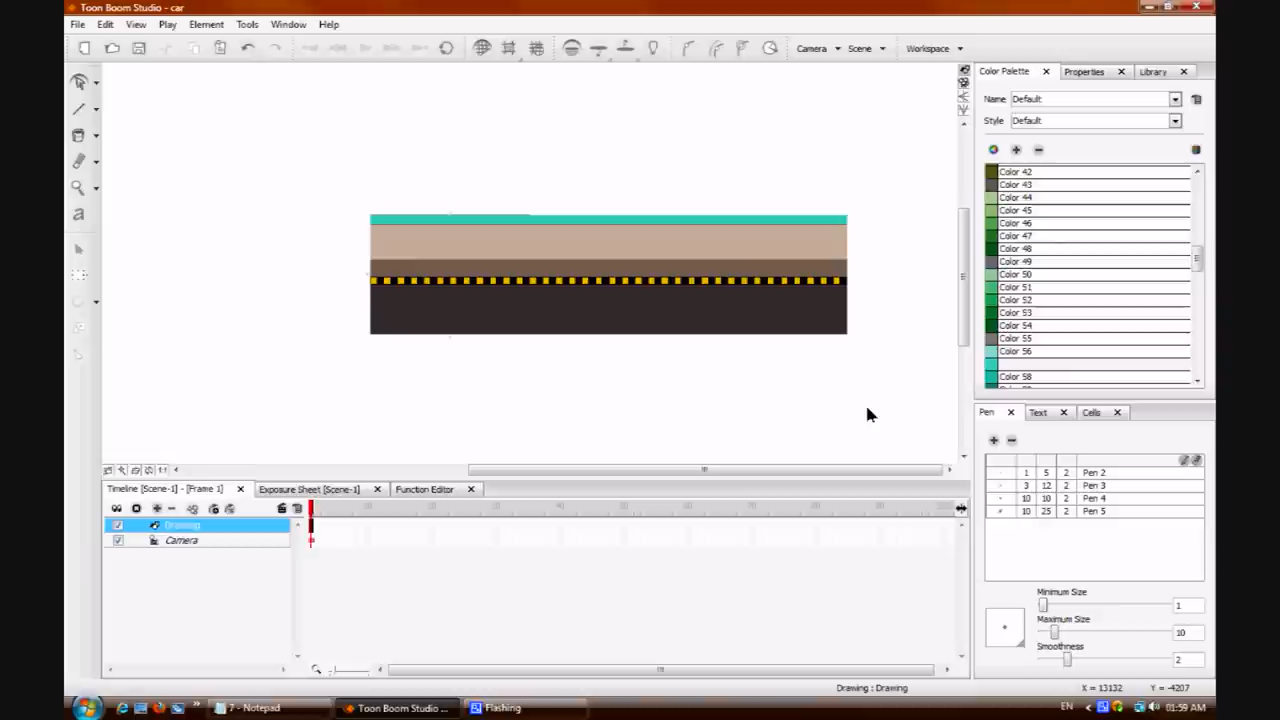 Toon Boom Studio - car
File Edit View Play Element Tools Window Help
Camera Scene Workspace
Color Palette Properties Library
Name Default
Style Default
Color 42
Color 43
Color 44
Color 45
Color 46
Color 47
Color 48
Color 49
Color 50
Color 51
Color 52
Color 53
Color 54
Color 55
Color 56
Color 58
Pen Text Cells
1 5 2 Pen 2
3 12 2 Pen 3
10 10 2 Pen 4
10 25 2 Pen 5
Minimum Size
1
Maximum Size
10
Smoothness
2
Timeline [Scene-1] - [Frame 1] Exposure Sheet [Scene-1] Function Editor
Drawing
Camera
Drawing : Drawing X = 13132 Y = -4207
7 - Notepad Toon Boom Studio ... Flashing EN 01:59 AM